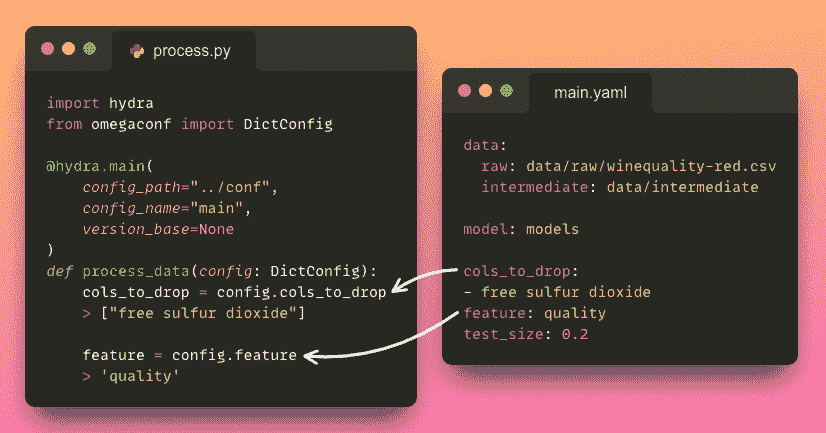 process.py
import hydra
from omegaconf import DictConfig
@hydra.main(
    config_path="../conf",
    config_name="main",
    version_base=None
)
def process_data(config: DictConfig):
    cols_to_drop = config.cols_to_drop
    > ["free sulfur dioxide"]
    feature = config.feature
    > 'quality'
main.yaml
data:
  raw: data/raw/winequality-red.csv
  intermediate: data/intermediate
model: models
cols_to_drop:
- free sulfur dioxide
feature: quality
test_size: 0.2